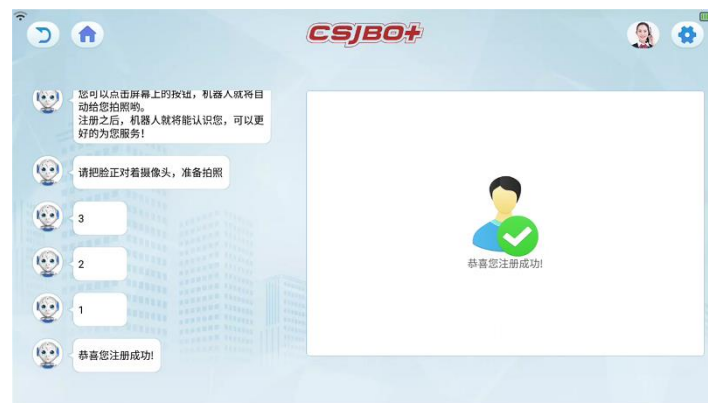 CSJBOT
您可以点击屏幕上的按钮，机器人就将自
动给您拍照哟。
注册之后，机器人就将能认识您，可以更
好的为您服务！
请把脸正对着摄像头，准备拍照
3
2
1
恭喜您注册成功!
恭喜您注册成功!